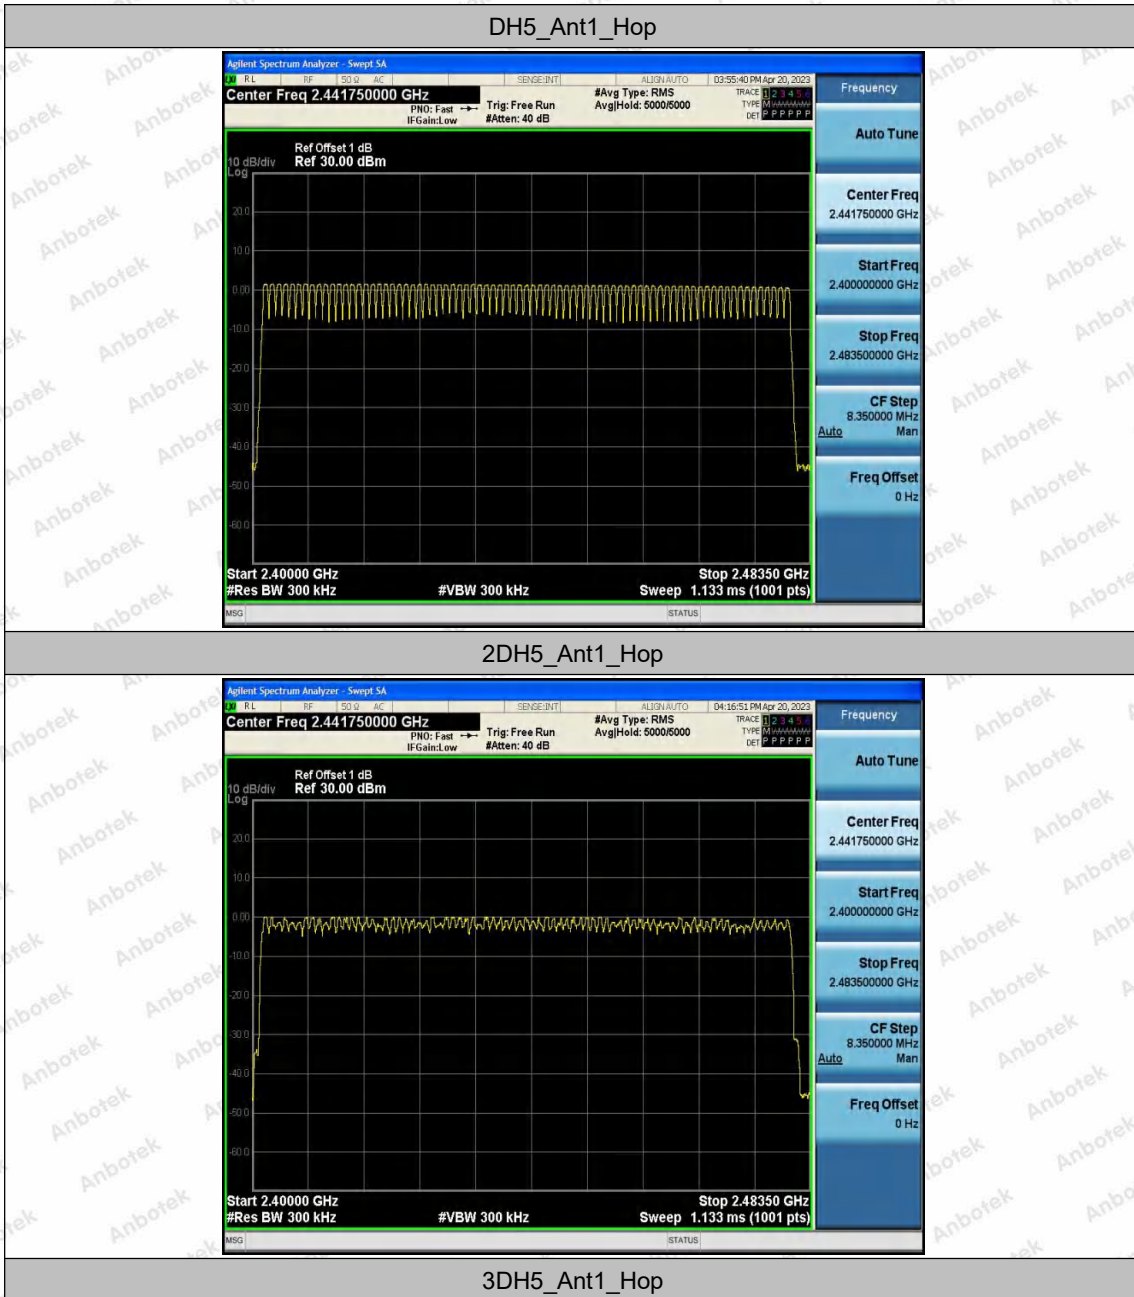 DH5_Ant1_Hop
Agilent Spectrum Analyzer - Swept SA
LXI RL RF 50 Ω AC SENSE:INT ALIGN AUTO 03:55:40 PM Apr 20, 2023
Center Freq 2.441750000 GHz
PNO: Fast
IFGain:Low
Trig: Free Run
#Atten: 40 dB
#Avg Type: RMS
Avg|Hold: 5000/5000
TRACE 1 2 3 4 5 6
TYPE M
DET P P P P P P
Ref Offset 1 dB
10 dB/div Ref 30.00 dBm
Log
20.0
10.0
0.00
-10.0
-20.0
-30.0
-40.0
-50.0
-60.0
Start 2.40000 GHz Stop 2.48350 GHz
#Res BW 300 kHz #VBW 300 kHz Sweep 1.133 ms (1001 pts)
MSG STATUS
Frequency
Auto Tune
Center Freq
2.441750000 GHz
Start Freq
2.400000000 GHz
Stop Freq
2.483500000 GHz
CF Step
8.350000 MHz
Auto Man
Freq Offset
0 Hz
2DH5_Ant1_Hop
Agilent Spectrum Analyzer - Swept SA
LXI RL RF 50 Ω AC SENSE:INT ALIGN AUTO 04:16:51 PM Apr 20, 2023
Center Freq 2.441750000 GHz
PNO: Fast
IFGain:Low
Trig: Free Run
#Atten: 40 dB
#Avg Type: RMS
Avg|Hold: 5000/5000
TRACE 1 2 3 4 5 6
TYPE M
DET P P P P P P
Ref Offset 1 dB
10 dB/div Ref 30.00 dBm
Log
20.0
10.0
0.00
-10.0
-20.0
-30.0
-40.0
-50.0
-60.0
Start 2.40000 GHz Stop 2.48350 GHz
#Res BW 300 kHz #VBW 300 kHz Sweep 1.133 ms (1001 pts)
MSG STATUS
Frequency
Auto Tune
Center Freq
2.441750000 GHz
Start Freq
2.400000000 GHz
Stop Freq
2.483500000 GHz
CF Step
8.350000 MHz
Auto Man
Freq Offset
0 Hz
3DH5_Ant1_Hop
Anbotek